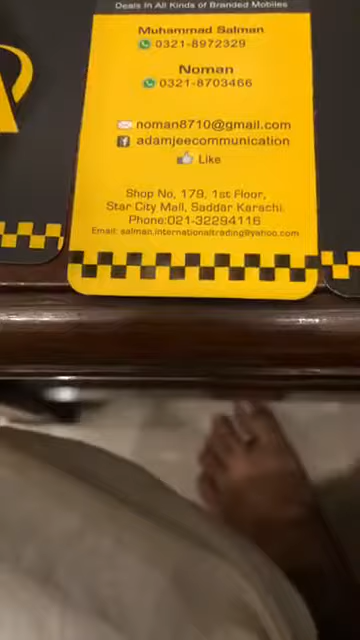 Deals In All Kinds of Branded Mobiles
Muhammad Salman
0321-8972329
Noman
0321-8703466
noman8710@gmail.com
adamjeecommunication
Like
Shop No, 179, 1st Floor,
Star City Mall, Saddar Karachi.
Phone:021-32294116
Email: salman.internationaltrading@yahoo.com